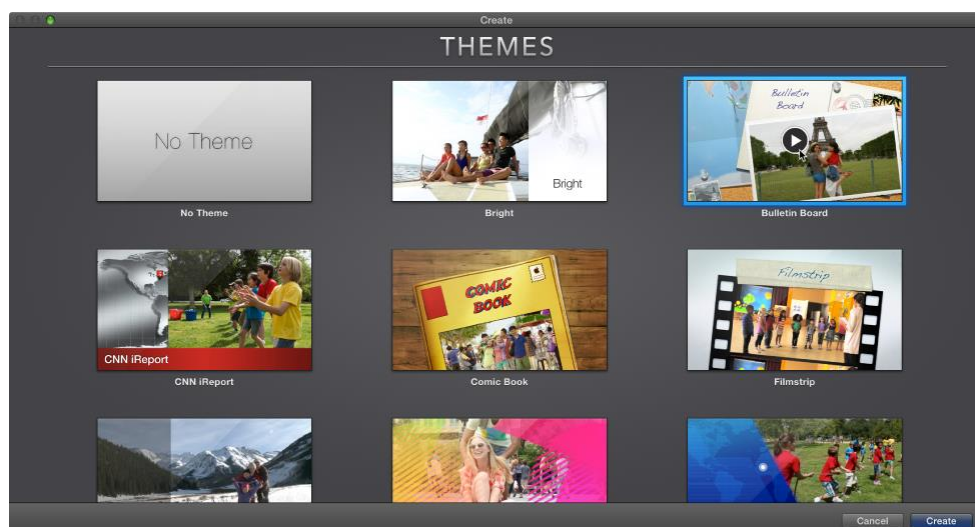 Create
THEMES
No Theme
No Theme
Bright
Bright
Bulletin
Board
Bulletin Board
CNN iReport
CNN iReport
COMIC
BOOK
Comic Book
Filmstrip
Filmstrip
Cancel
Create